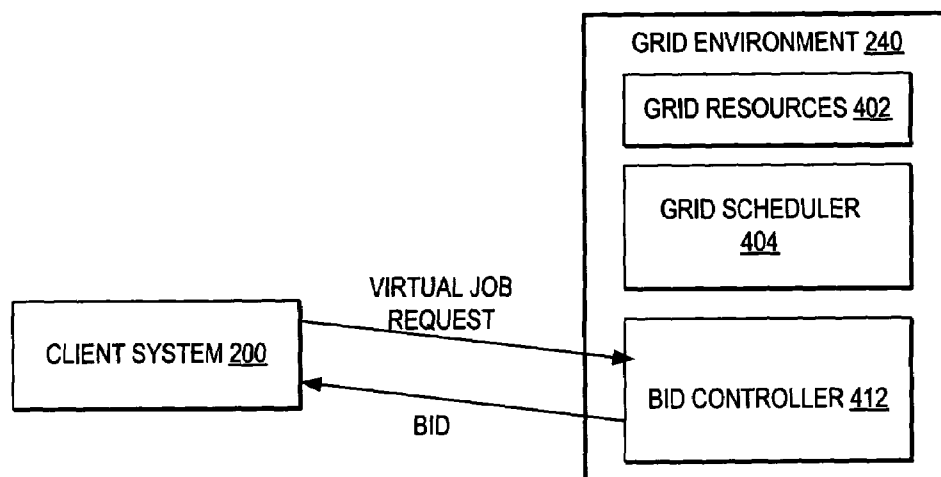 GRID ENVIRONMENT 240
GRID RESOURCES 402
GRID SCHEDULER
404
VIRTUAL JOB
REQUEST
CLIENT SYSTEM 200
BID CONTROLLER 412
BID